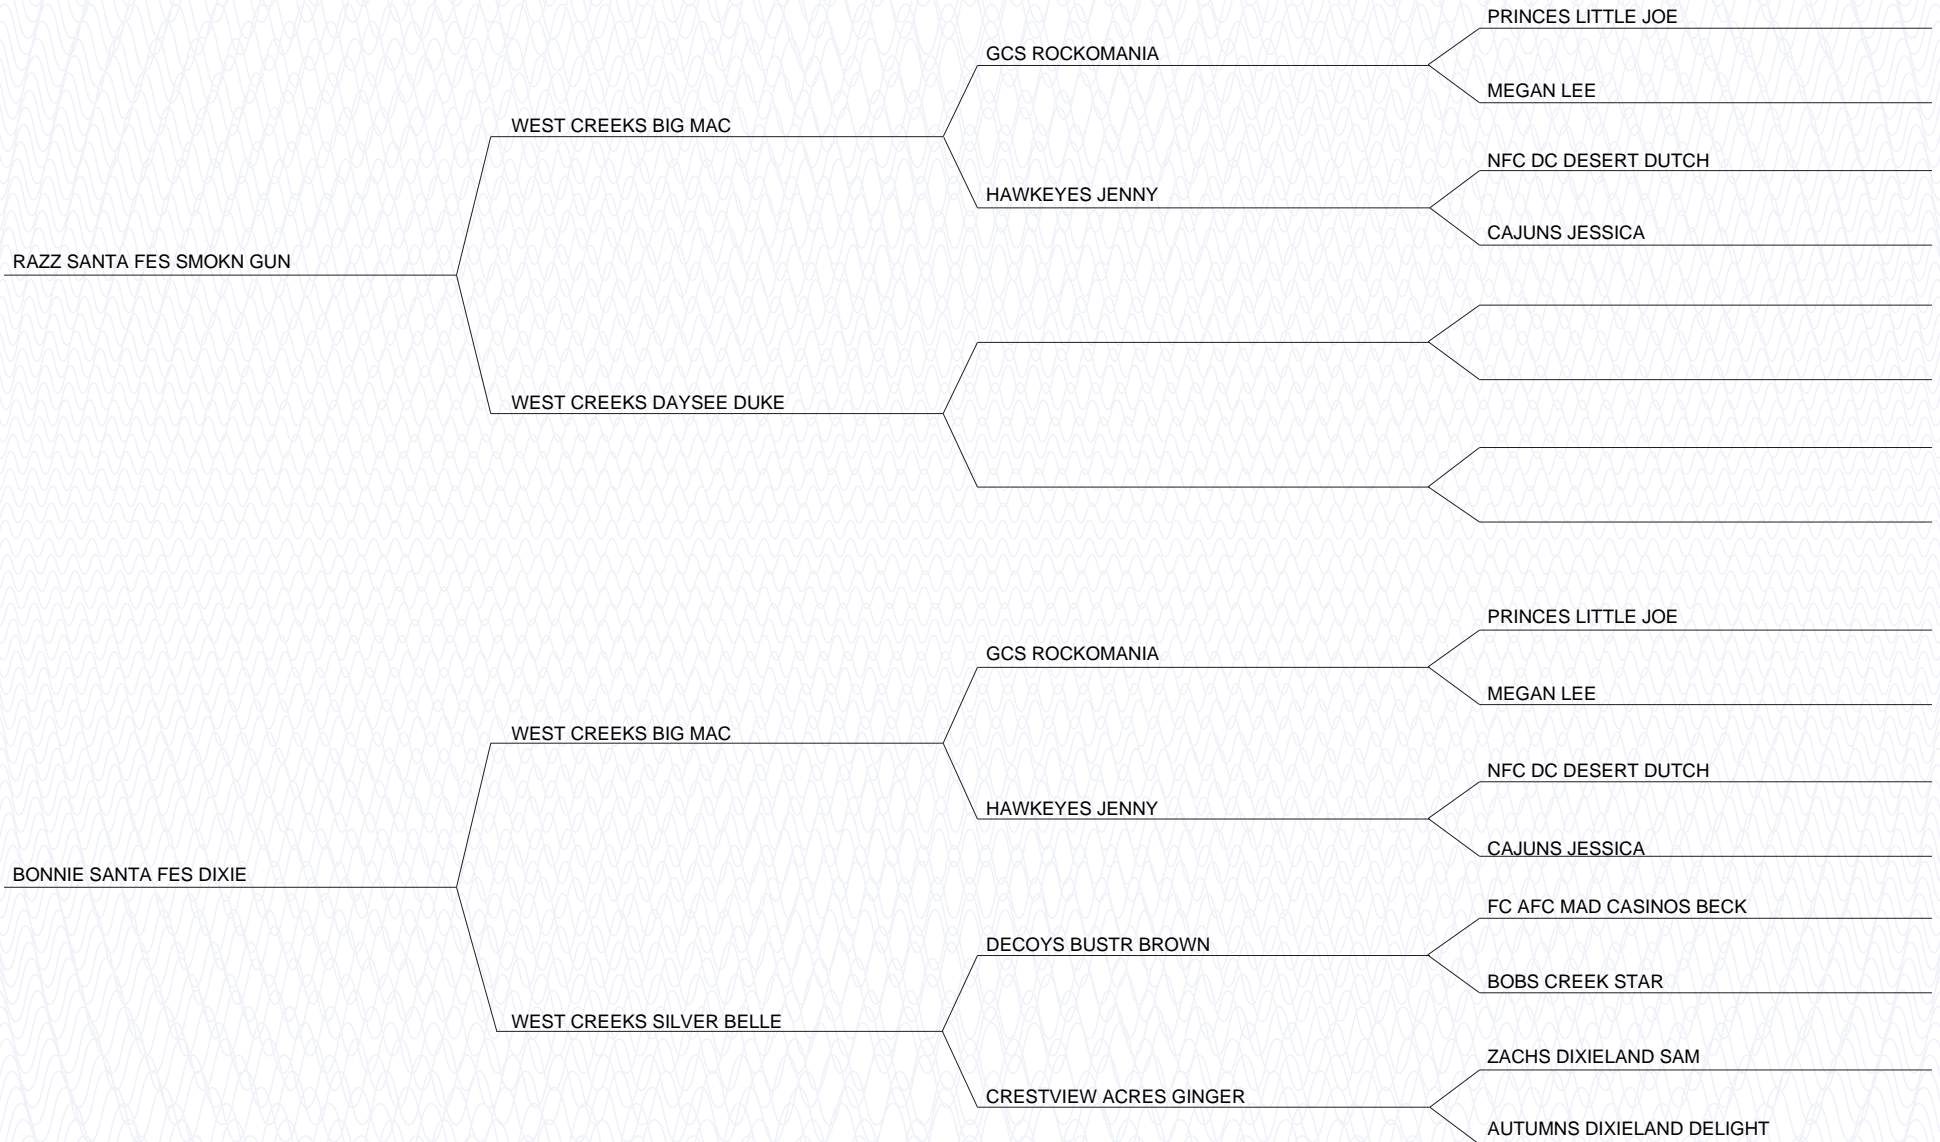 PRINCES LITTLE JOE
GCS ROCKOMANIA
MEGAN LEE
WEST CREEKS BIG MAC
NFC DC DESERT DUTCH
HAWKEYES JENNY
CAJUNS JESSICA
RAZZ SANTA FES SMOKN GUN
WEST CREEKS DAYSEE DUKE
PRINCES LITTLE JOE
GCS ROCKOMANIA
MEGAN LEE
WEST CREEKS BIG MAC
NFC DC DESERT DUTCH
HAWKEYES JENNY
CAJUNS JESSICA
BONNIE SANTA FES DIXIE
FC AFC MAD CASINOS BECK
DECOYS BUSTR BROWN
BOBS CREEK STAR
WEST CREEKS SILVER BELLE
ZACHS DIXIELAND SAM
CRESTVIEW ACRES GINGER
AUTUMNS DIXIELAND DELIGHT